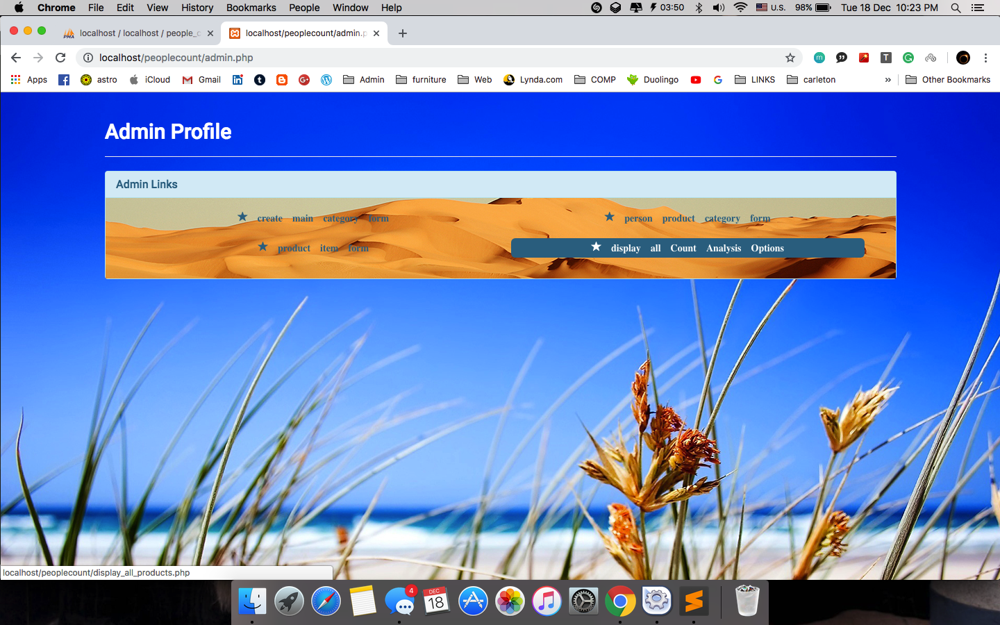 Chrome File Edit View History Bookmarks People Window Help 03:50 U.S. 98% Tue 18 Dec 10:23 PM
PMA localhost / localhost / people_c localhost/peoplecount/admin.p
localhost/peoplecount/admin.php m T
Apps astro iCloud Gmail Admin furniture Web Lynda.com COMP Duolingo LINKS carleton » Other Bookmarks
Admin Profile
Admin Links
create main category form person product category form
product item form display all Count Analysis Options
localhost/peoplecount/display_all_products.php
4
DEC
18